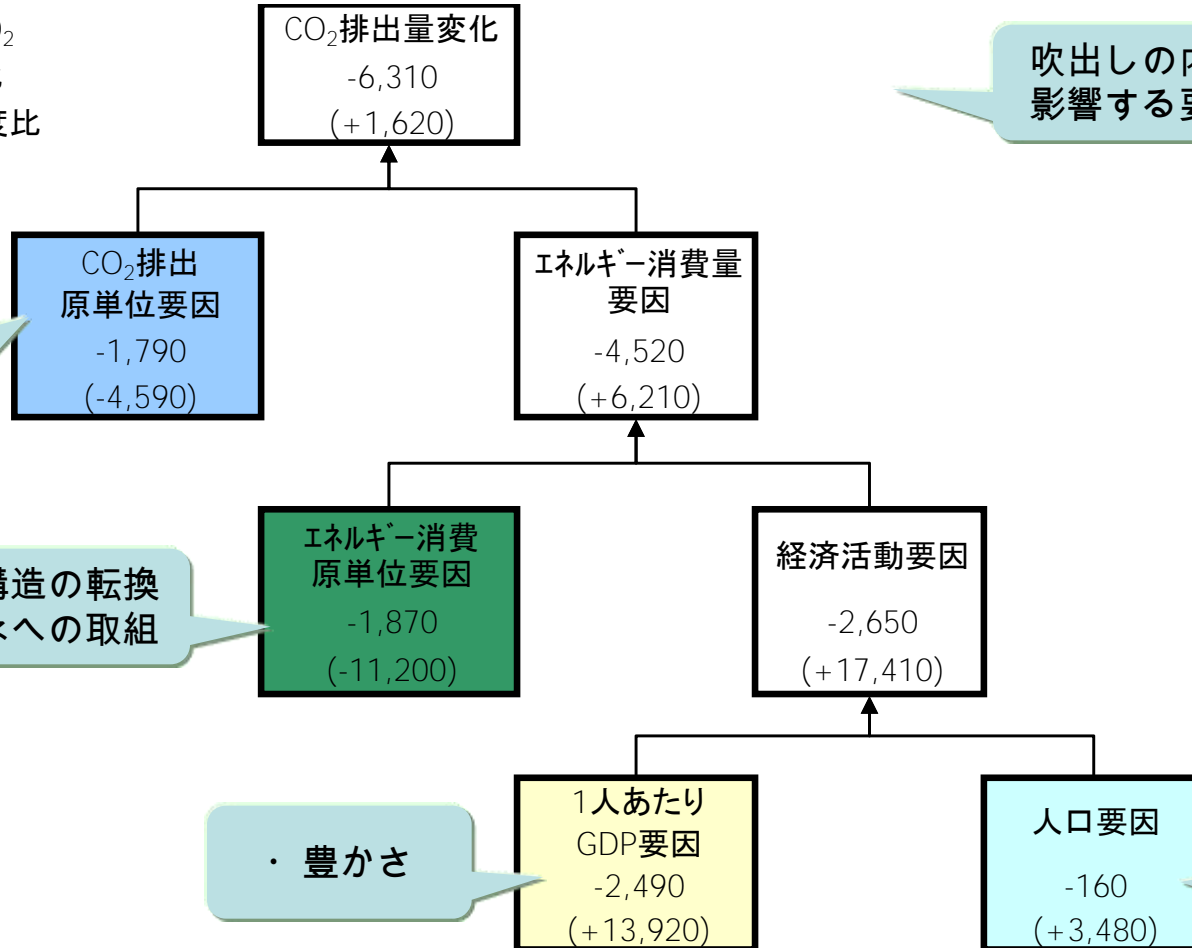 CO₂排出量変化
-6,310
(+1,620)
度比
吹出しの
影響する
CO₂排出
原単位要因
-1,790
(-4,590)
ｴﾈﾙｷﾞｰ消費量
要因
-4,520
(+6,210)
ｴﾈﾙｷﾞｰ消費
原単位要因
-1,870
(-11,200)
経済活動要因
-2,650
(+17,410)
構造の転換
への取組
1人あたり
GDP要因
-2,490
(+13,920)
人口要因
-160
(+3,480)
・ 豊かさ